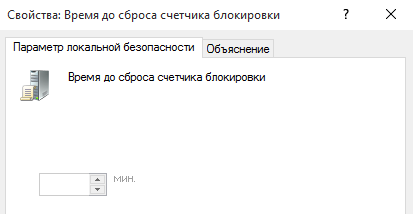 Свойства: Время до сброса счетчика блокировки
Параметр локальной безопасности
Объяснение
Время до сброса счетчика блокировки
мин.